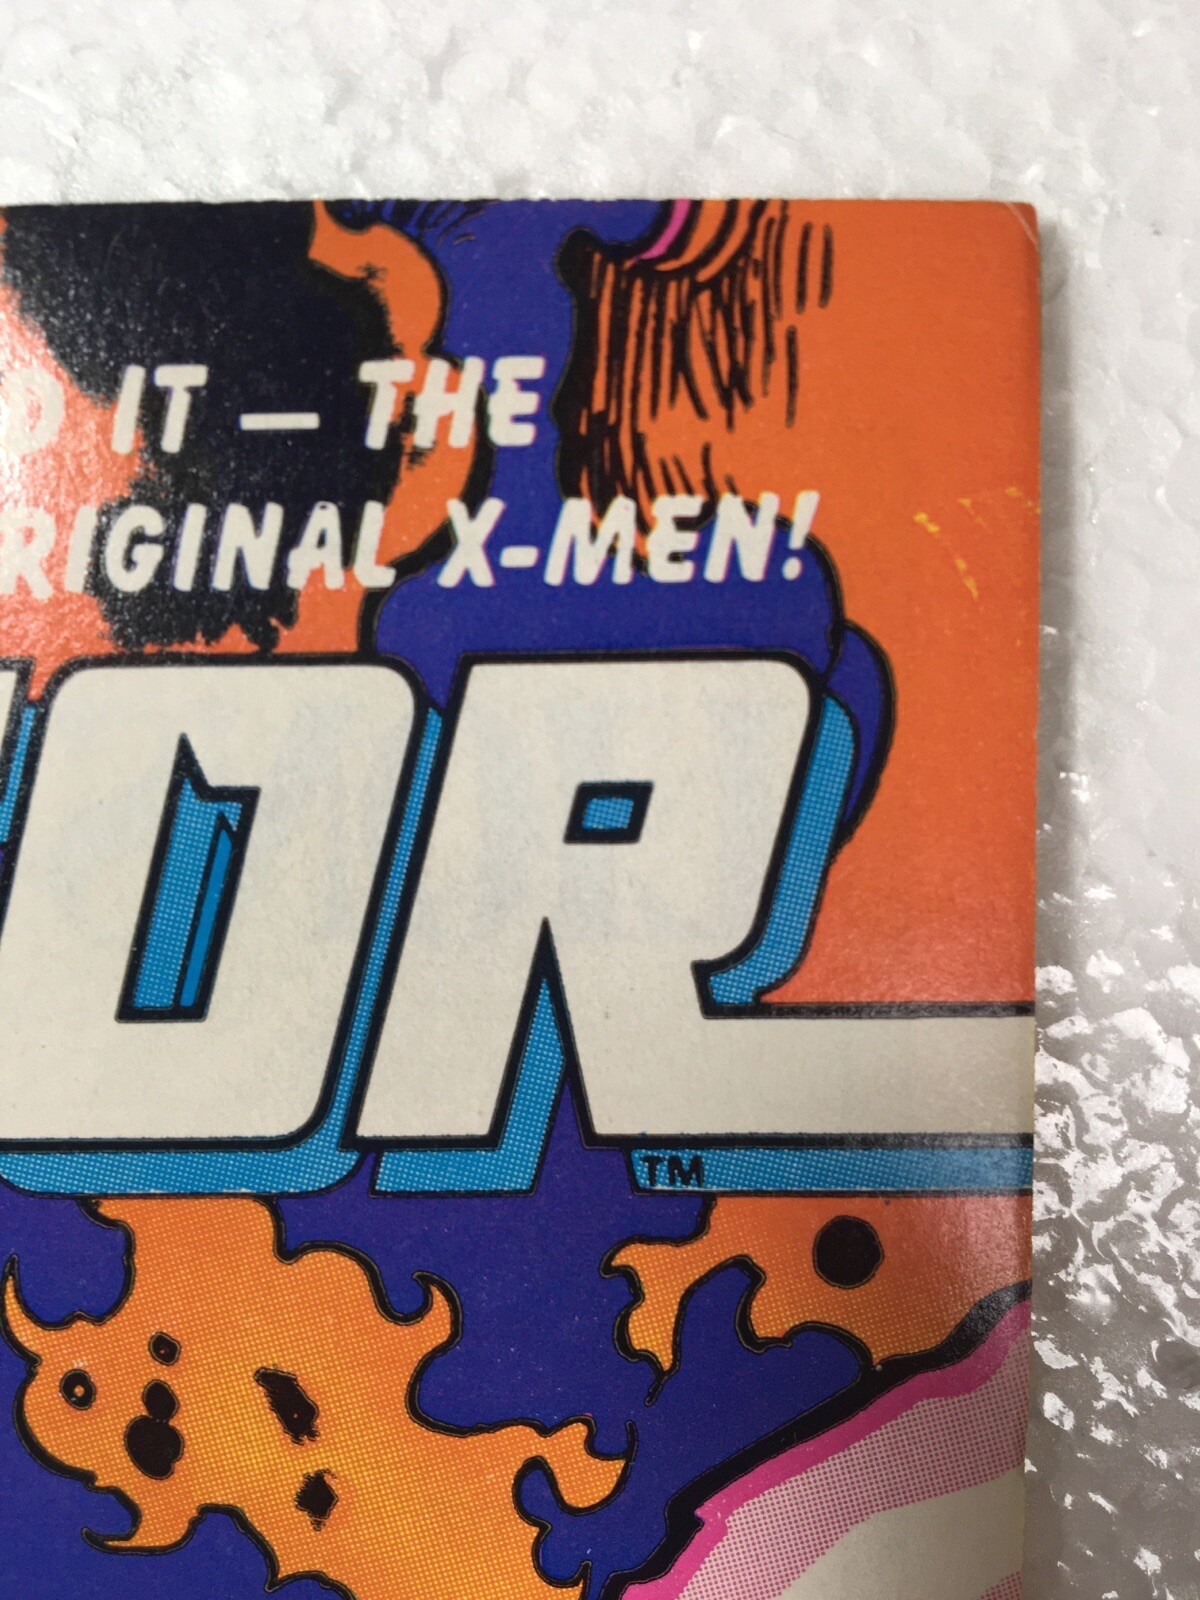 D IT — THE
RIGINAL X-MEN!
OR
TM